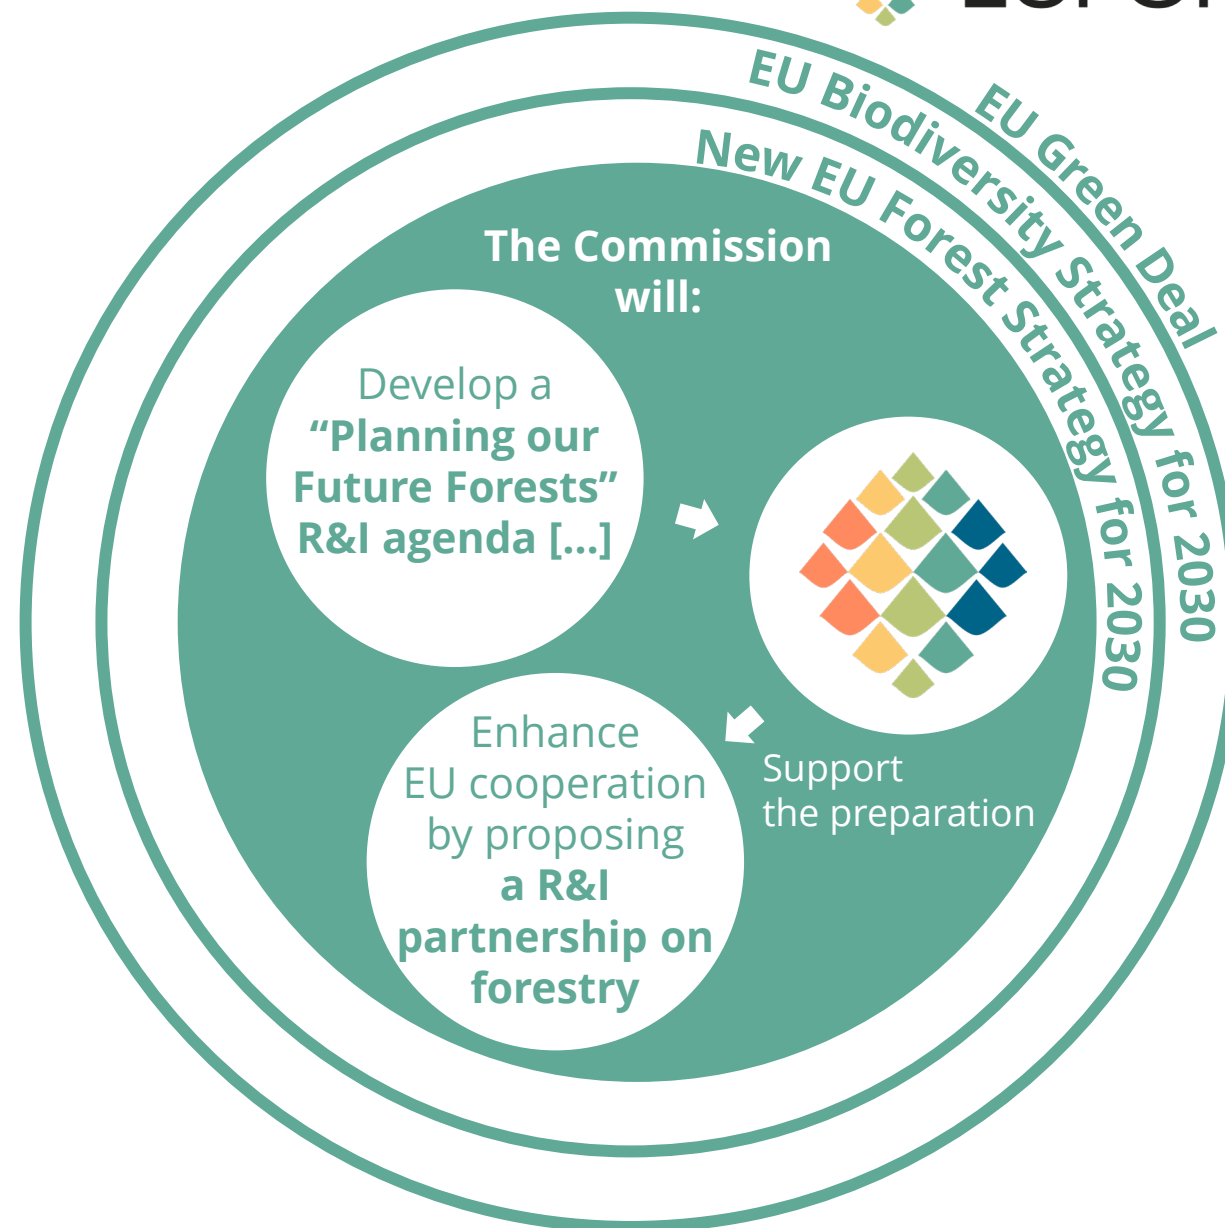 EU Green Deal
EU Biodiversity Strategy for 2030
New EU Forest Strategy for 2030
The Commission
will:
Develop a
“Planning our
Future Forests”
R&I agenda [...]
Support
the preparation
Enhance
EU cooperation
by proposing
a R&I
partnership on
forestry